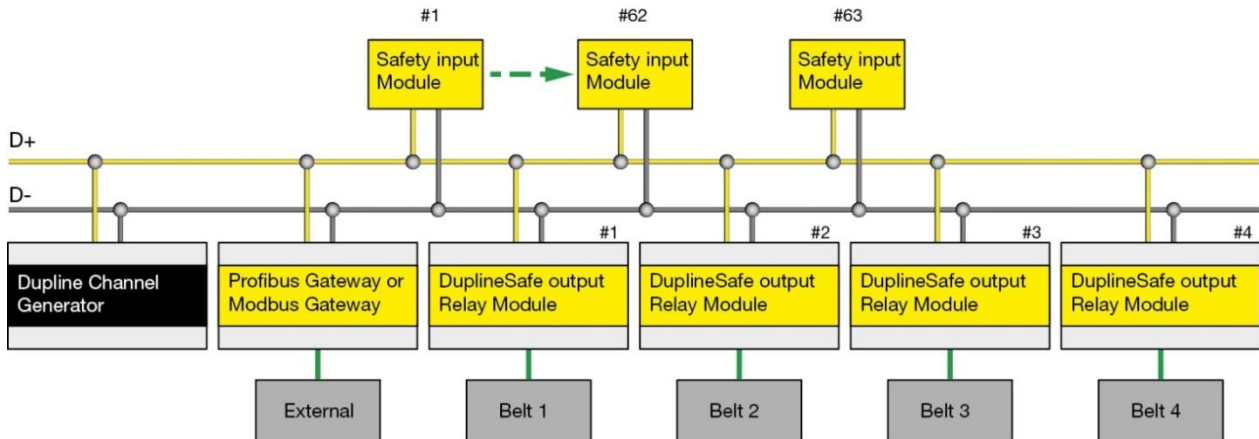 #1
#62
#63
Safety input
Module
Safety input
Module
Safety input
Module
D+
D-
#1
#2
#3
#4
Dupline Channel
Generator
Profibus Gateway or
Modbus Gateway
DuplineSafe output
Relay Module
DuplineSafe output
Relay Module
DuplineSafe output
Relay Module
DuplineSafe output
Relay Module
External
Belt 1
Belt 2
Belt 3
Belt 4